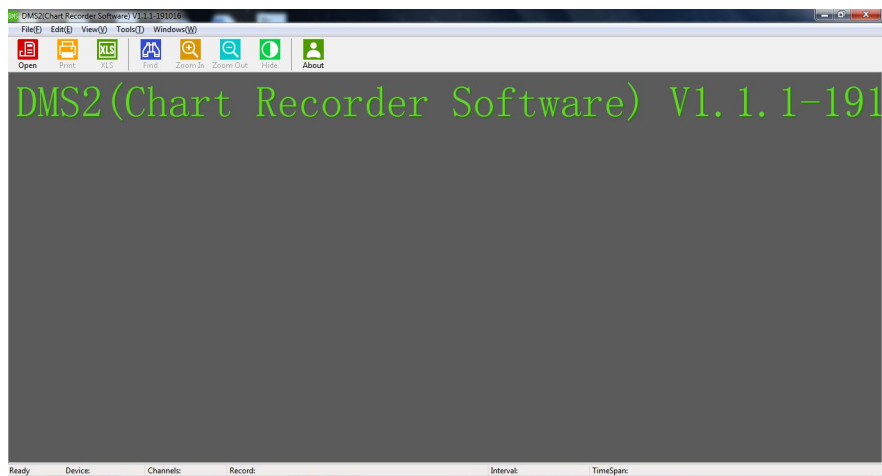 DMS DMS2(Chart Recorder Software) V1.1.1-191016
File(F) Edit(E) View(V) Tools(T) Windows(W)
XLS
Open Print XLS Find Zoom In Zoom Out Hide About
DMS2(Chart Recorder Software) V1.1.1-191
Ready Device: Channels: Record: Interval: TimeSpan: